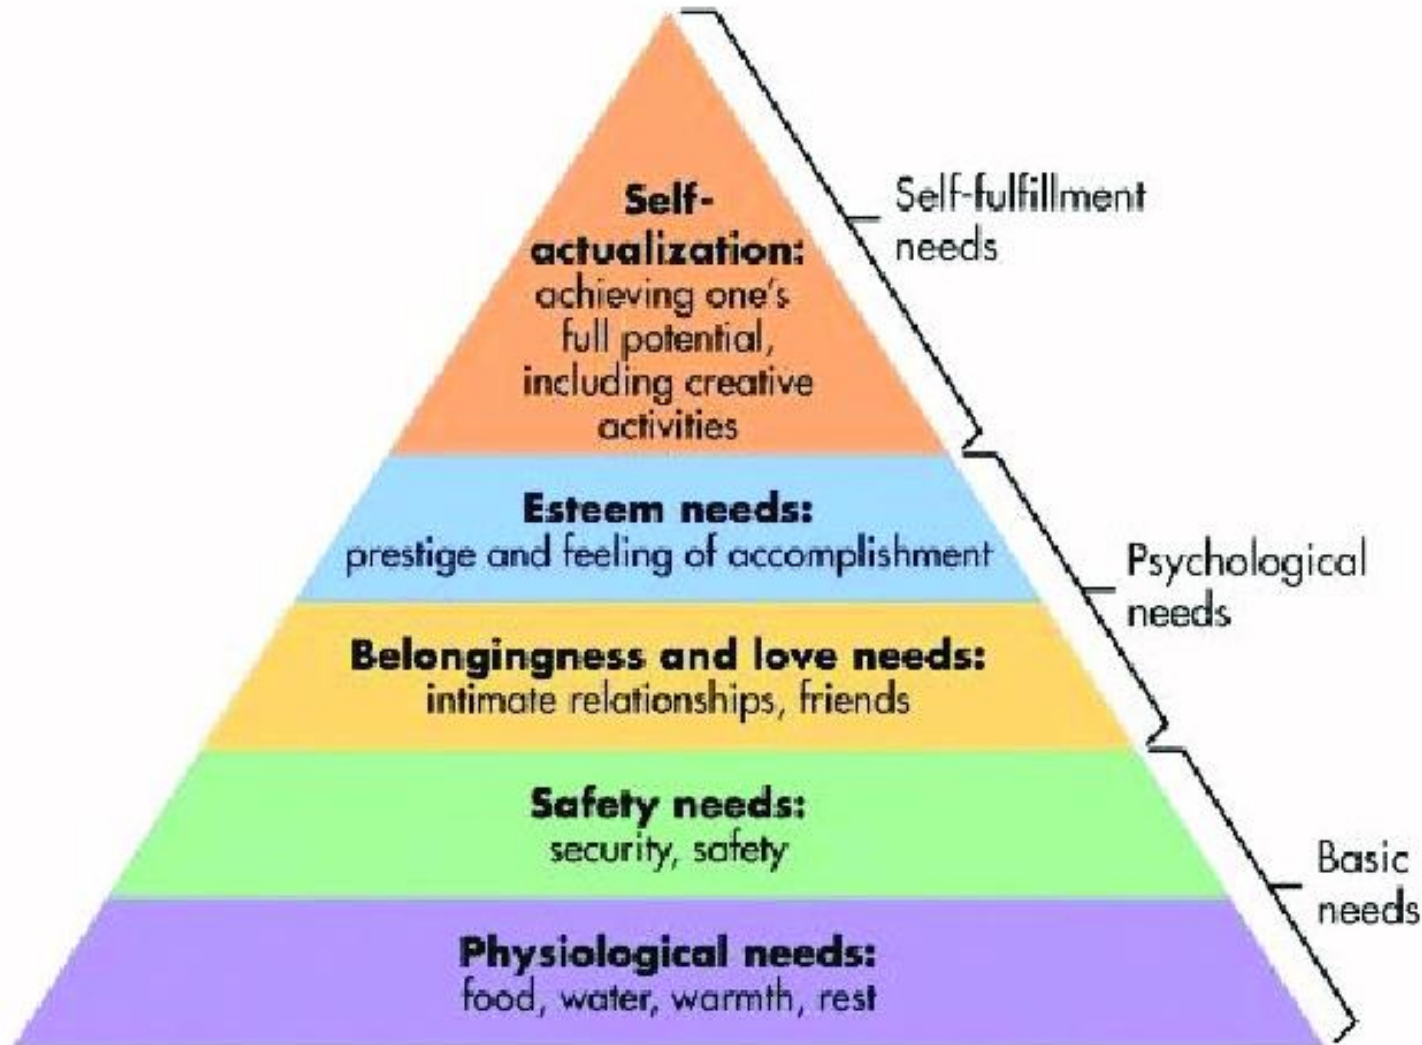 Self-
actualization:
achieving one's
full potential,
including creative
activities
Self-fulfillment
needs
Esteem needs:
prestige and feeling of accomplishment
Psychological
needs
Belongingness and love needs:
intimate relationships, friends
Safety needs:
security, safety
Basic
needs
Physiological needs:
food, water, warmth, rest